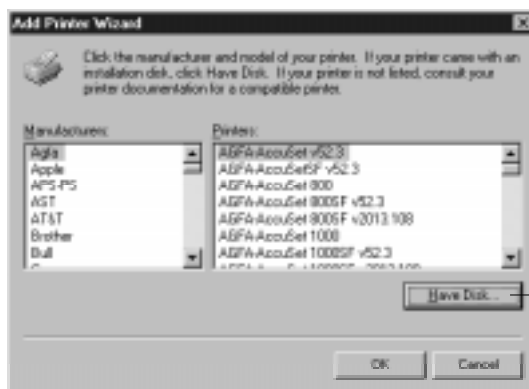 Add Printer Wizard
Click the manufacturer and model of your printer. If your printer came with an
installation disk, click Have Disk. If your printer is not listed, consult your
printer documentation for a compatible printer.
Manufacturers:
Printers:
Agfa
Apple
APS-PS
AST
AT&T
Brother
Bull
AGFA-AccuSet v52.3
AGFA-AccuSetSF v52.3
AGFA-AccuSet 800
AGFA-AccuSet 800SF v52.3
AGFA-AccuSet 800SF v2013.108
AGFA-AccuSet 1000
AGFA-AccuSet 1000SF v52.3
Have Disk...
OK
Cancel